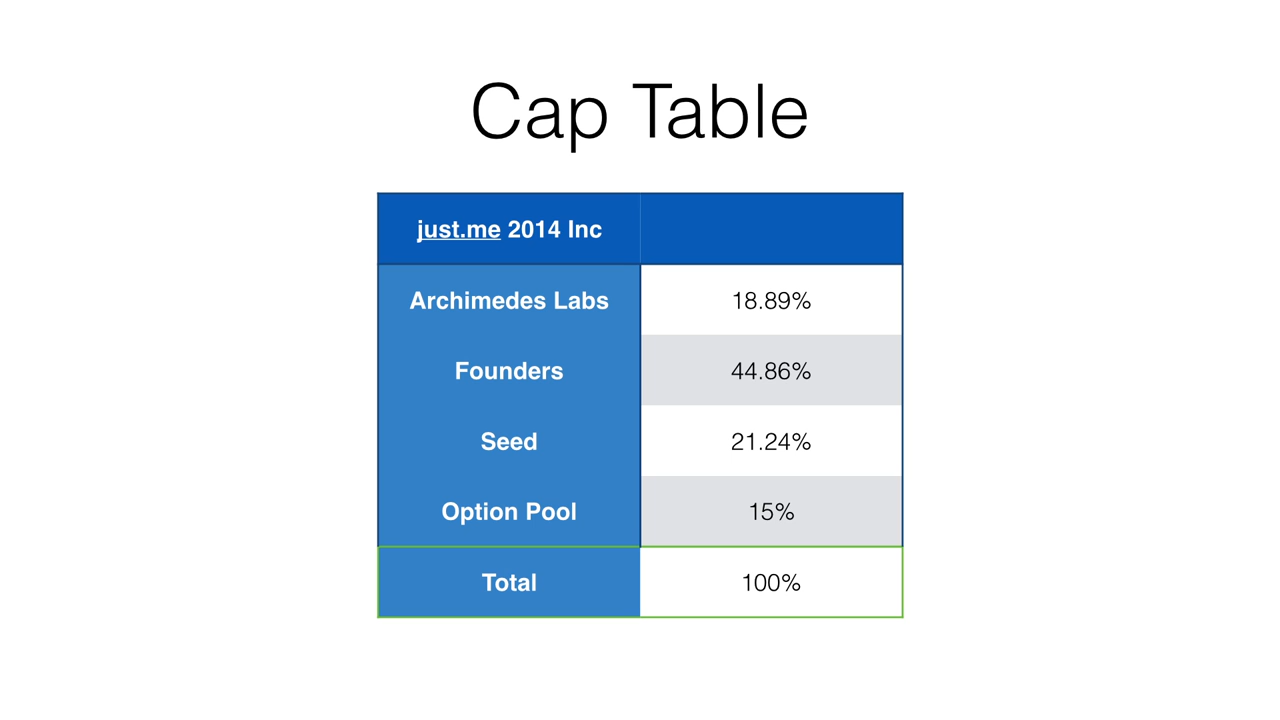 Cap Table
just.me 2014 Inc
Archimedes Labs 18.89%
Founders 44.86%
Seed 21.24%
Option Pool 15%
Total 100%